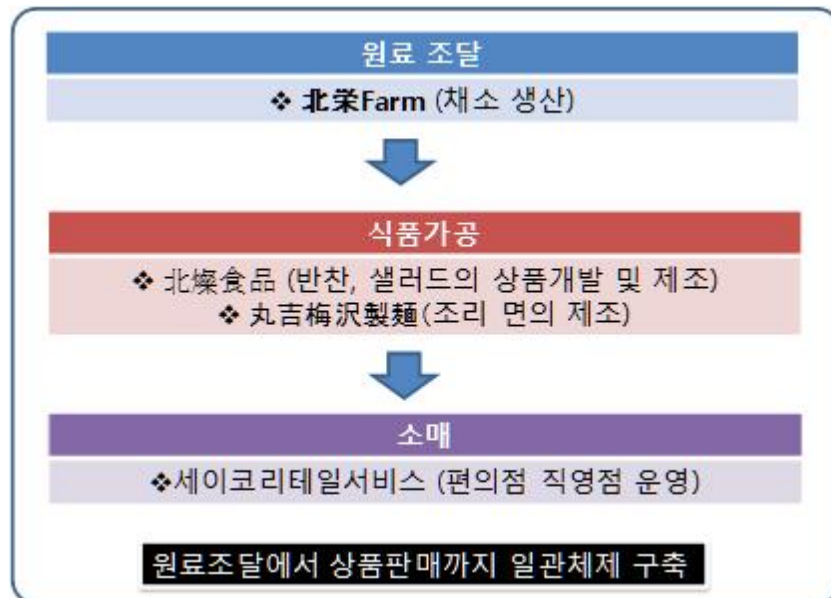 원료 조달
❖ 北栄Farm (채소 생산)
식품가공
❖ 北燦食品 (반찬, 샐러드의 상품개발 및 제조)
❖ 丸吉梅沢製麺(조리 면의 제조)
소매
❖세이코리테일서비스 (편의점 직영점 운영)
원료조달에서 상품판매까지 일관체제 구축